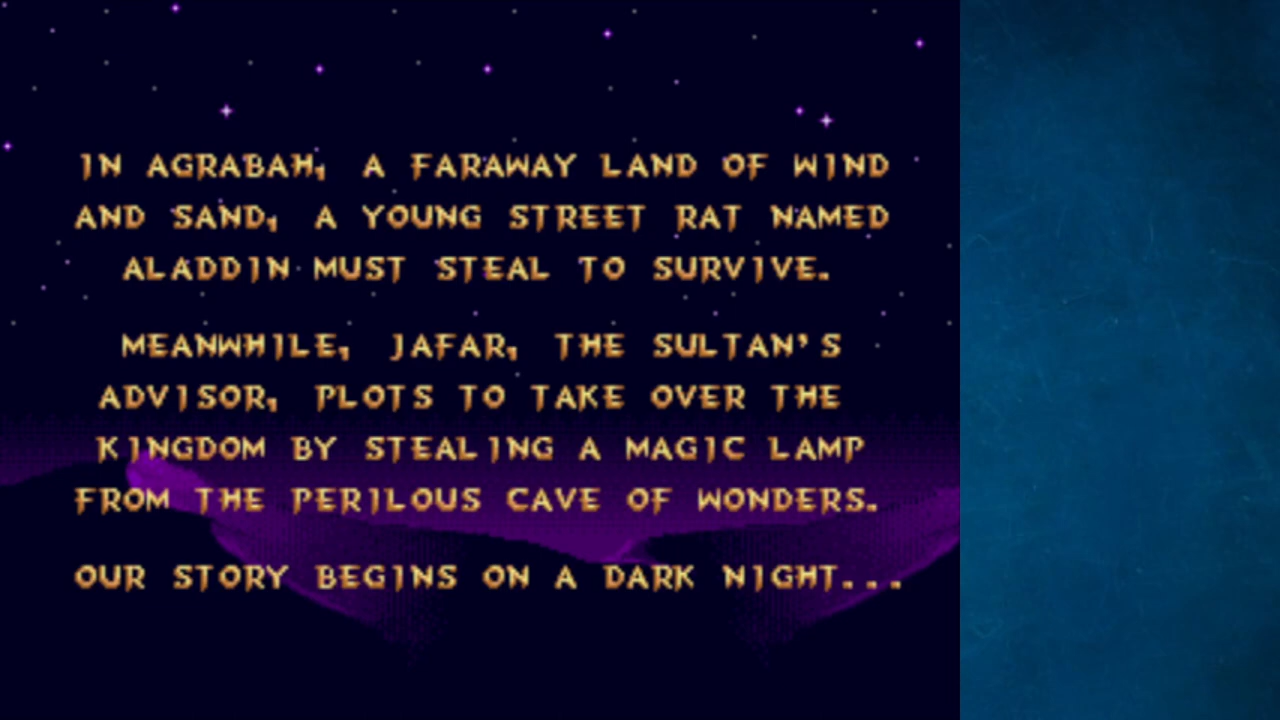 IN AGRABAH, A FARAWAY LAND OF WIND
AND SAND, A YOUNG STREET RAT NAMED
ALADDIN MUST STEAL TO SURVIVE.
MEANWHILE, JAFAR, THE SULTAN'S
ADVISOR, PLOTS TO TAKE OVER THE
KINGDOM BY STEALING A MAGIC LAMP
FROM THE PERILOUS CAVE OF WONDERS.
OUR STORY BEGINS ON A DARK NIGHT...